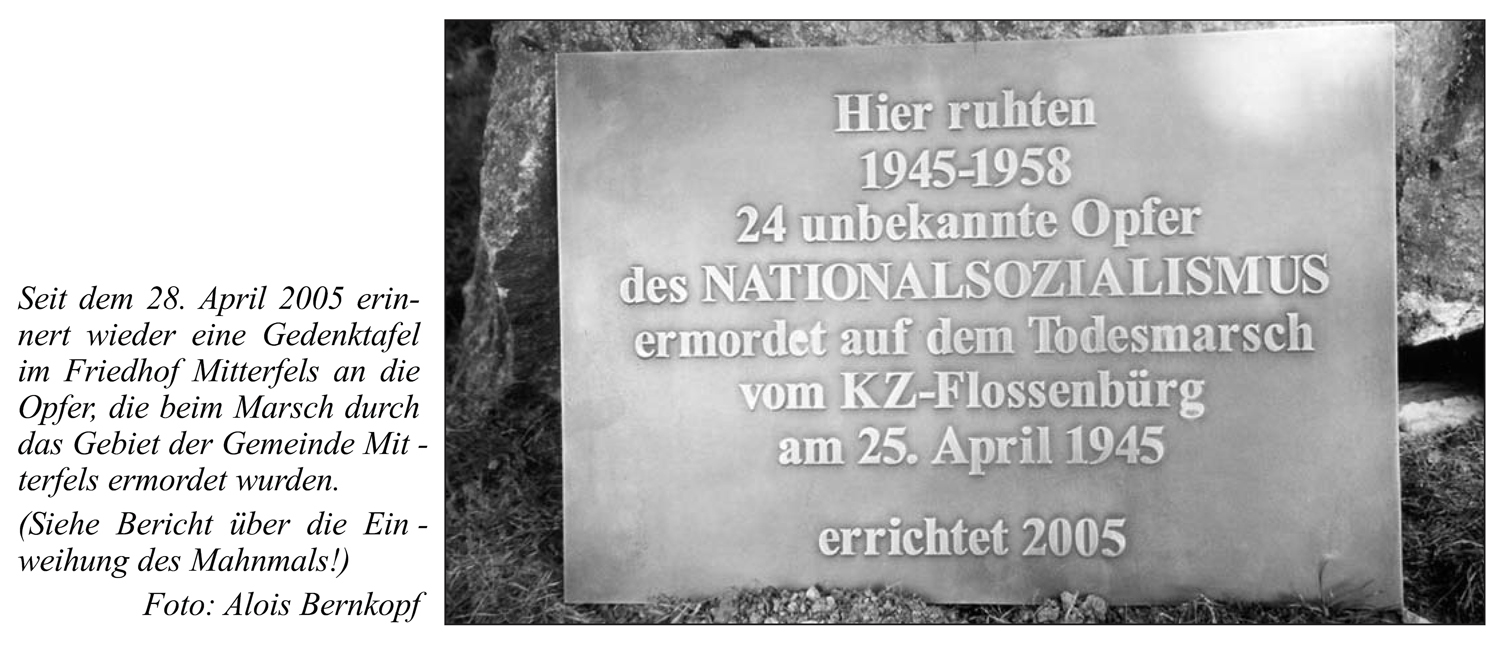 Seit dem 28. April 2005 erin-
nert wieder eine Gedenktafel
im Friedhof Mitterfels an die
Opfer, die beim Marsch durch
das Gebiet der Gemeinde Mit -
terfels ermordet wurden.
(Siehe Bericht über die Ein -
weihung des Mahnmals!)
Foto: Alois Bernkopf
Hier ruhten
1945-1958
24 unbekannte Opfer
des NATIONALSOZIALISMUS
ermordet auf dem Todesmarsch
vom KZ-Flossenbürg
am 25. April 1945
errichtet 2005